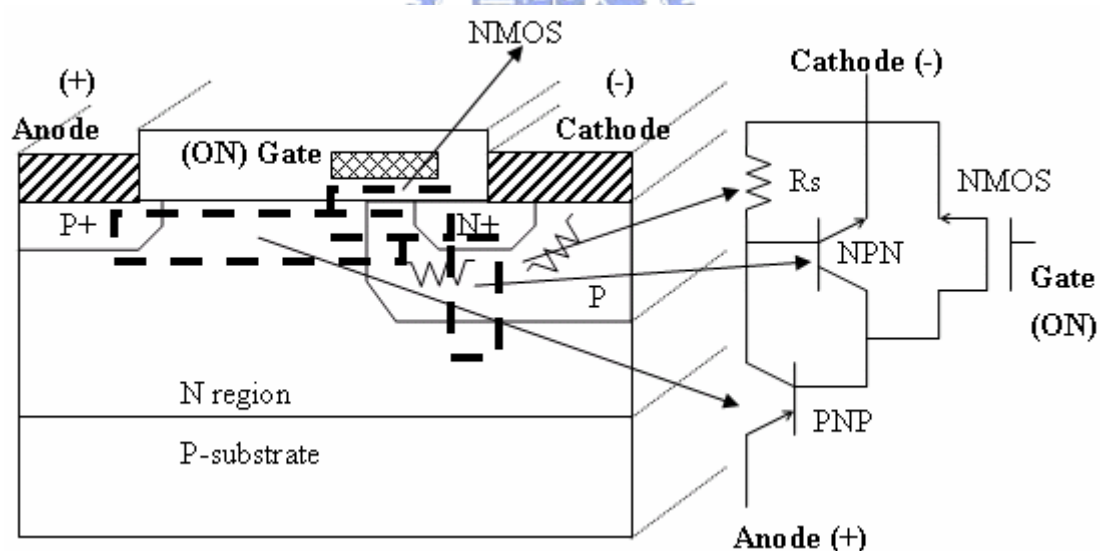 NMOS
(+)
(-)
Cathode (-)
Anode
Cathode
(ON) Gate
Rs
NMOS
P+
N+
NPN
P
Gate
(ON)
N region
PNP
P-substrate
Anode (+)